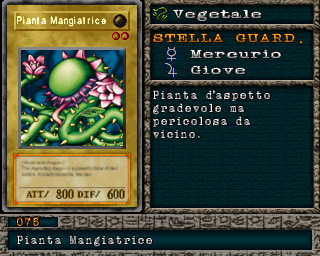 Pianta Mangiatrice
ATT/ 800 DIF/ 600
Vegetale
STELLA GUARD.
Mercurio
Giove
Pianta d'aspetto
gradevole ma
pericolosa da
vicino.
075
Pianta Mangiatrice